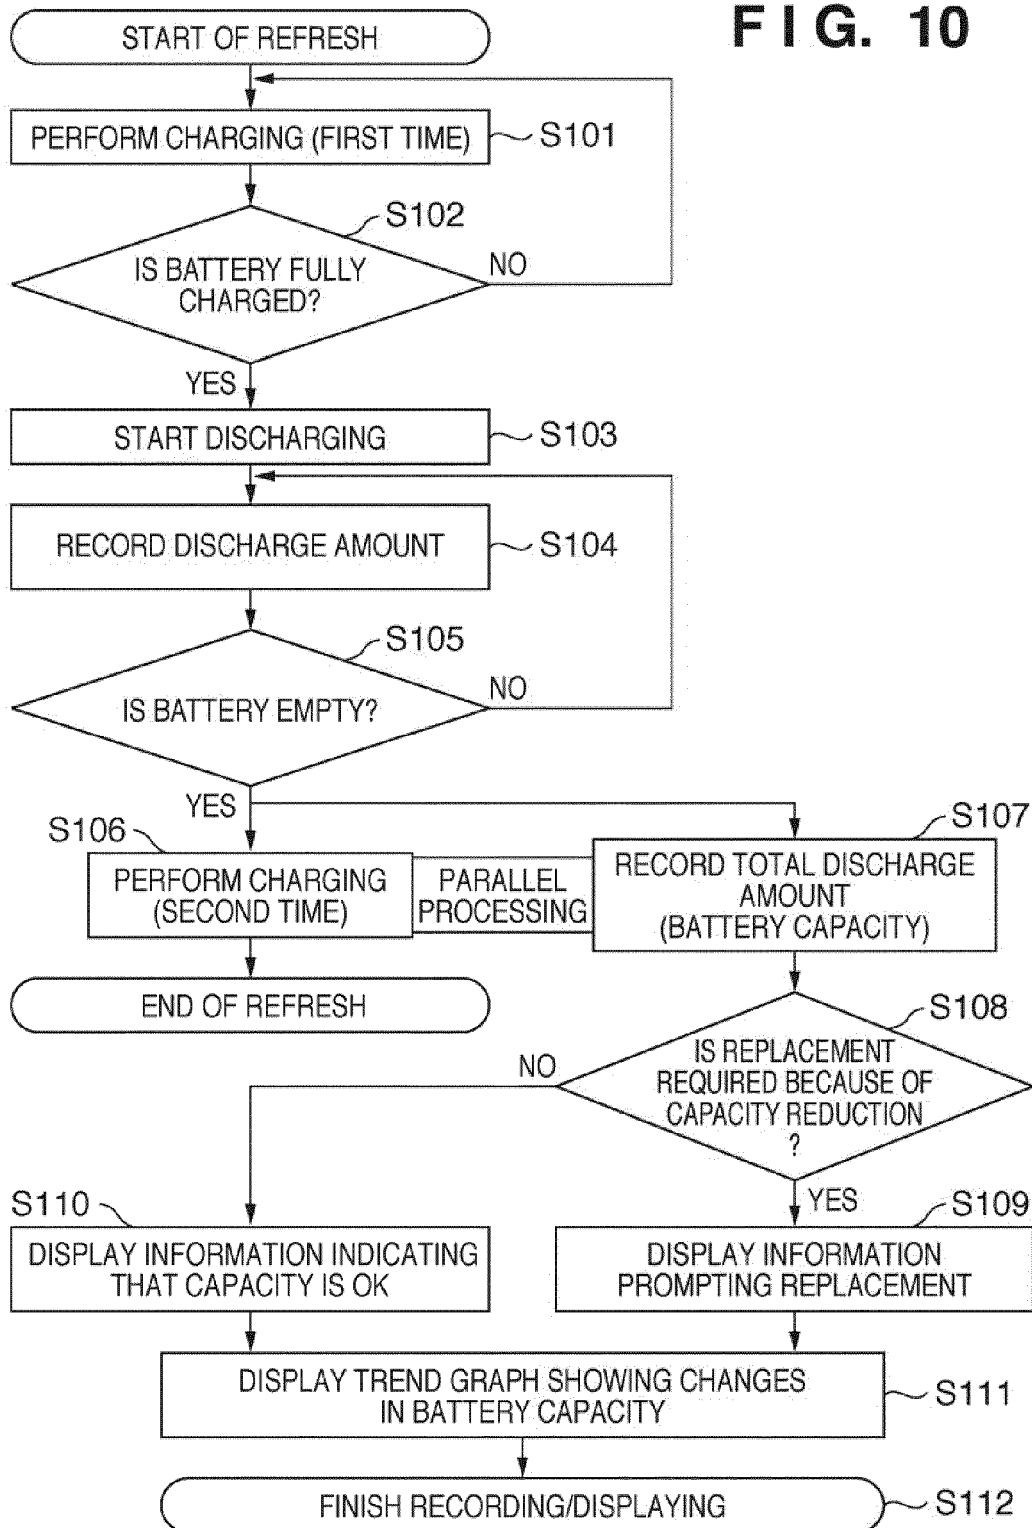 FIG. 10
START OF REFRESH
PERFORM CHARGING (FIRST TIME)
S101
S102
IS BATTERY FULLY
CHARGED?
NO
YES
START DISCHARGING
S103
RECORD DISCHARGE AMOUNT
S104
S105
IS BATTERY EMPTY?
NO
YES
S106
PERFORM CHARGING
(SECOND TIME)
PARALLEL
PROCESSING
S107
RECORD TOTAL DISCHARGE
AMOUNT
(BATTERY CAPACITY)
END OF REFRESH
S108
IS REPLACEMENT
REQUIRED BECAUSE OF
CAPACITY REDUCTION
?
NO
YES
S110
DISPLAY INFORMATION INDICATING
THAT CAPACITY IS OK
S109
DISPLAY INFORMATION
PROMPTING REPLACEMENT
DISPLAY TREND GRAPH SHOWING CHANGES
IN BATTERY CAPACITY
S111
FINISH RECORDING/DISPLAYING
S112